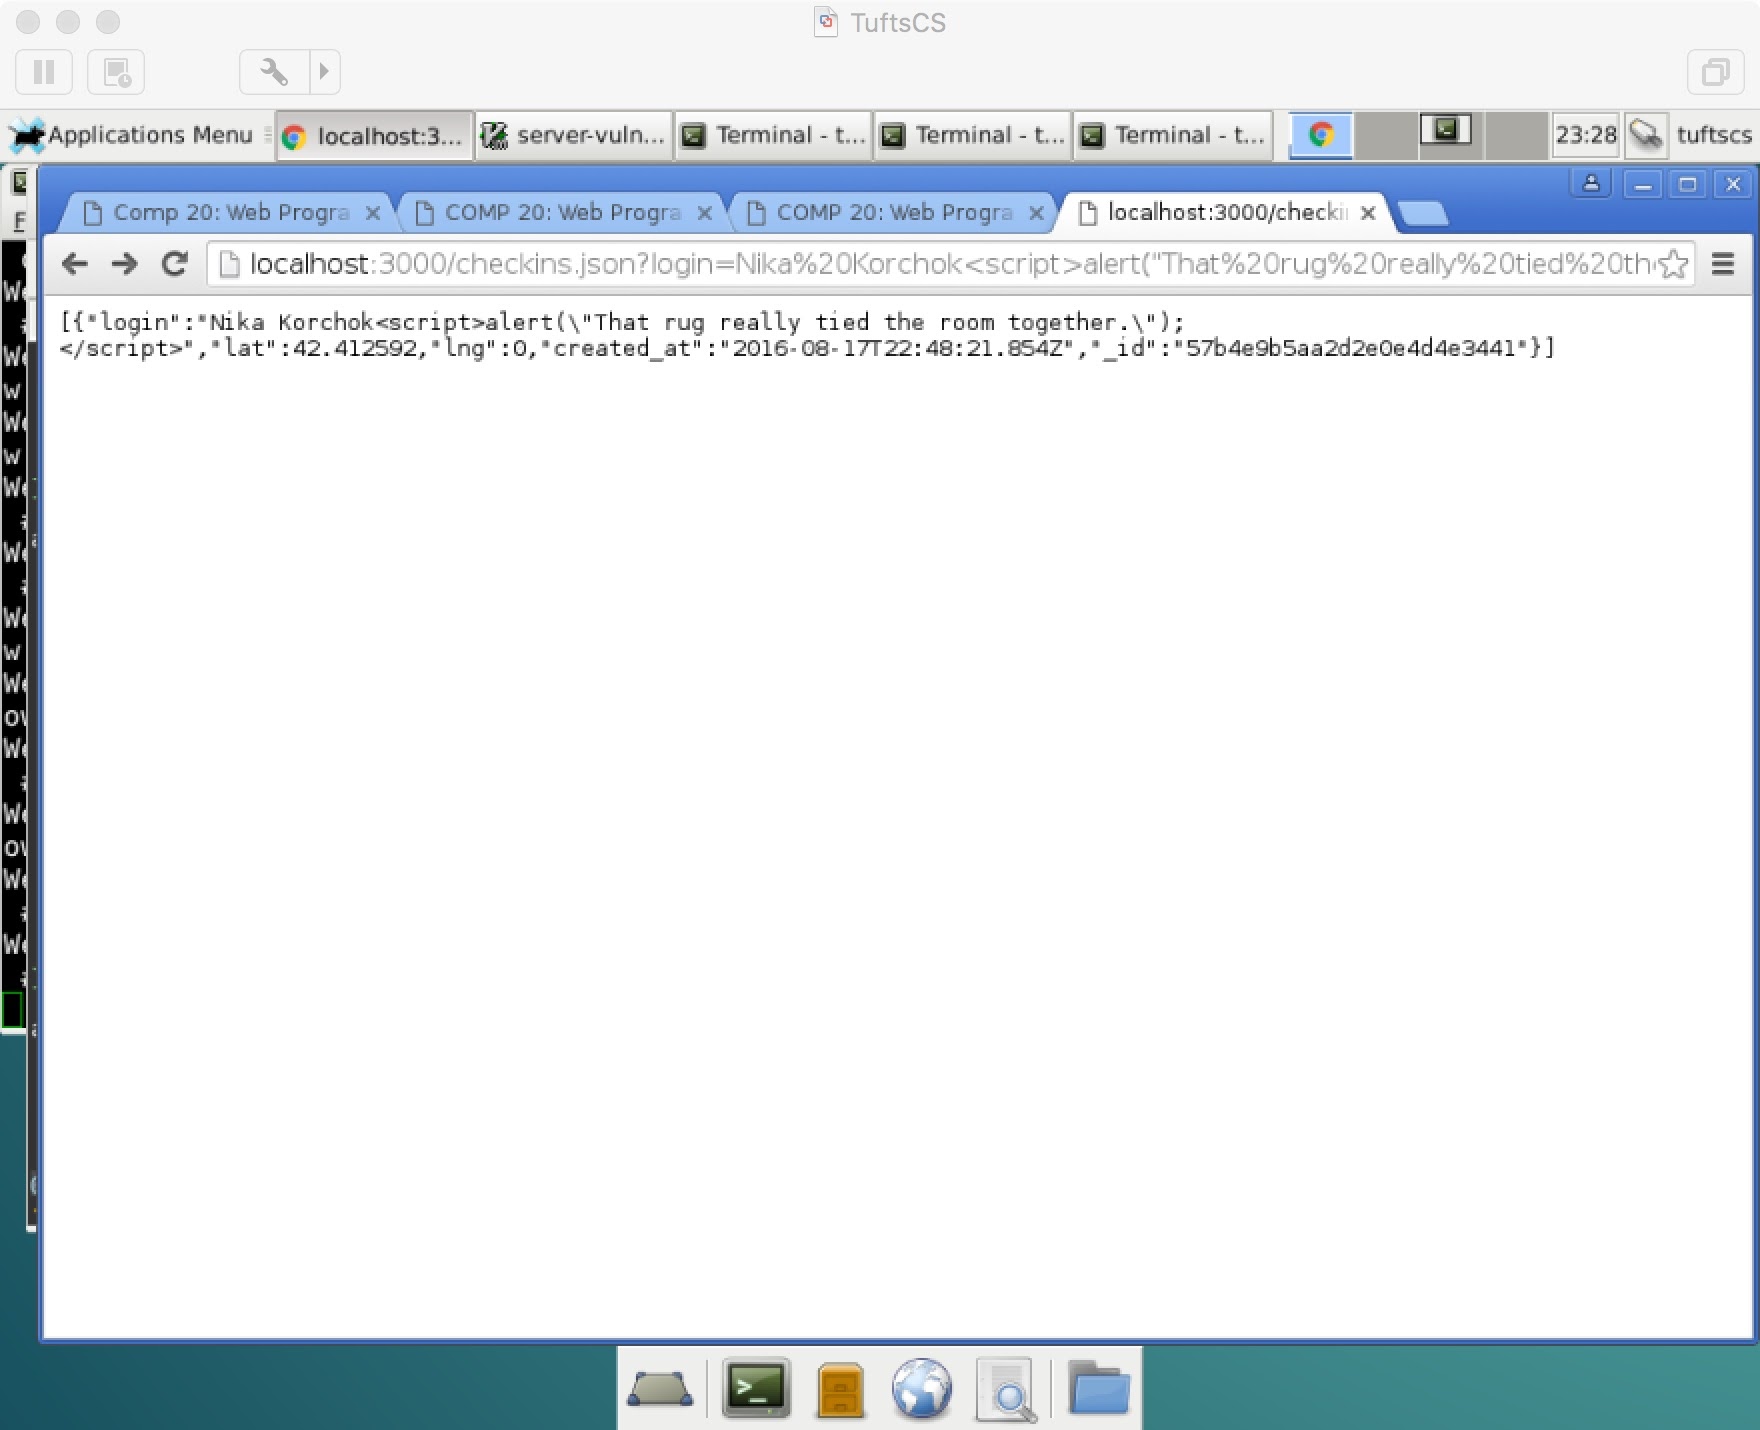 TuftsCS
Applications Menu
localhost:3...
server-vuln...
Terminal - t...
Terminal - t...
Terminal - t...
23:28
tuftscs
Comp 20: Web Progra
COMP 20: Web Progra
COMP 20: Web Progra
localhost:3000/checki
localhost:3000/checkins.json?login=Nika%20Korchok<script>alert("That%20rug%20really%20tied%20th
[{"login":"Nika Korchok<script>alert(\"That rug really tied the room together.\");
</script>","lat":42.412592,"lng":0,"created_at":"2016-08-17T22:48:21.854Z","_id":"57b4e9b5aa2d2e0e4d4e3441"}]